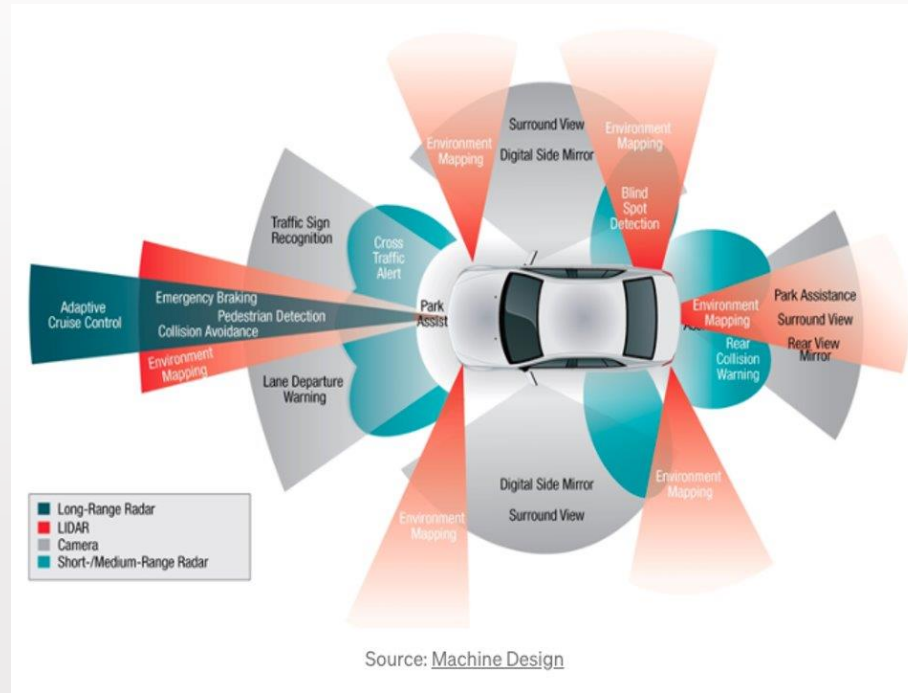 Environment
Mapping
Surround View
Digital Side Mirror
Environment
Mapping
Blind
Spot
Detection
Traffic Sign
Recognition
Cross
Traffic
Alert
Adaptive
Cruise Control
Emergency Braking
Pedestrian Detection
Collision Avoidance
Environment
Mapping
Park
Assist
Lane Departure
Warning
Environment
Mapping
Rear
Collision
Warning
Park Assistance
Surround View
Rear View
Mirror
Digital Side Mirror
Surround View
Environment
Mapping
Environment
Mapping
Long-Range Radar
LIDAR
Camera
Short-/Medium-Range Radar
Source: Machine Design